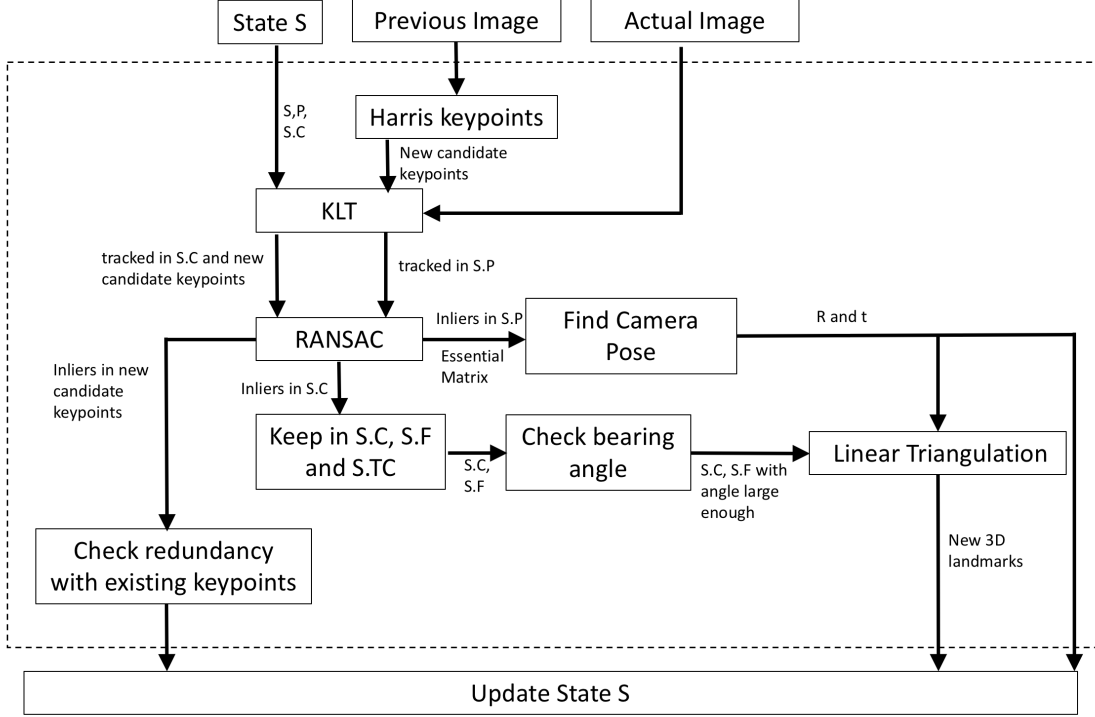 State S
Previous Image
Actual Image
S,P,
S.C
Harris keypoints
New candidate
keypoints
KLT
tracked in S.C and new
candidate keypoints
tracked in S.P
RANSAC
Inliers in S.P
Essential
Matrix
Find Camera
Pose
R and t
Inliers in new
candidate
keypoints
Inliers in S.C
Keep in S.C, S.F
and S.TC
S.C,
S.F
Check bearing
angle
S.C, S.F with
angle large
enough
Linear Triangulation
Check redundancy
with existing keypoints
New 3D
landmarks
Update State S